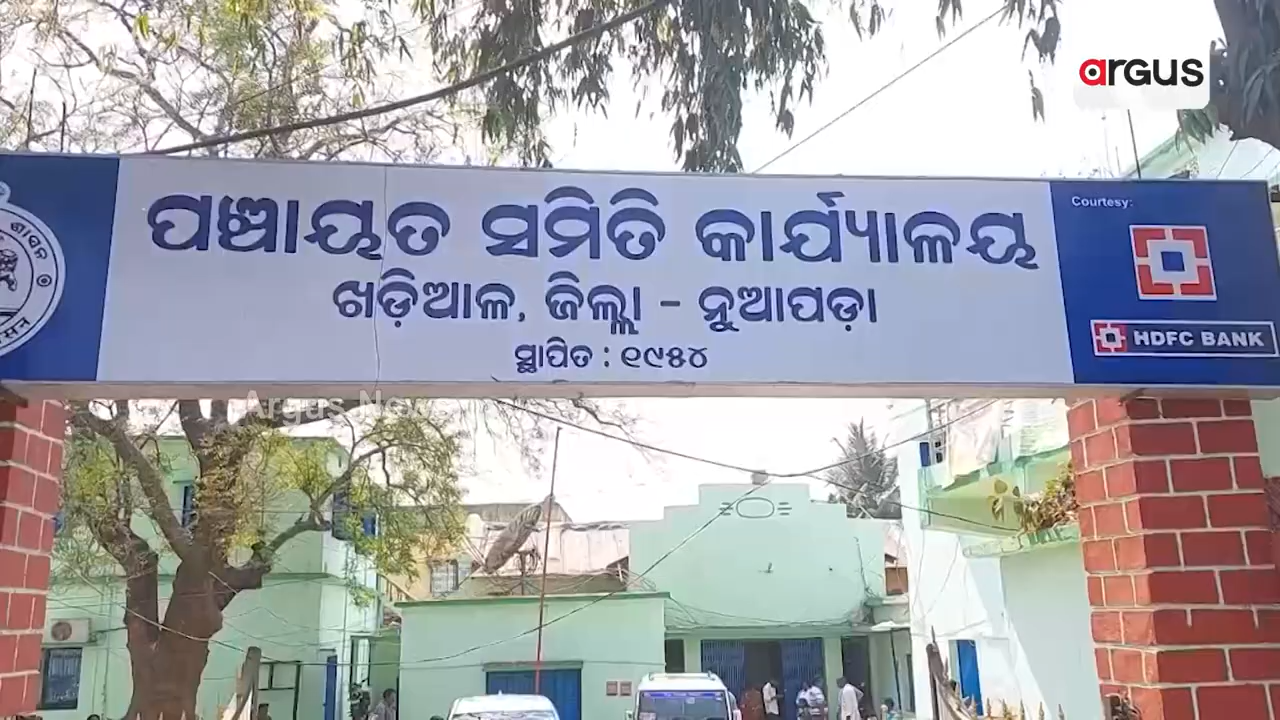 argus
ପଞ୍ଚାୟତ ସମିତି କାର୍ଯ୍ୟାଳୟ
ଖଡ଼ିଆଳ, ଜିଲ୍ଲା - ନୁଆପଡ଼ା
ସ୍ଥାପିତ : ୧୯୫୪
Courtesy:
HDFC BANK
Argus News